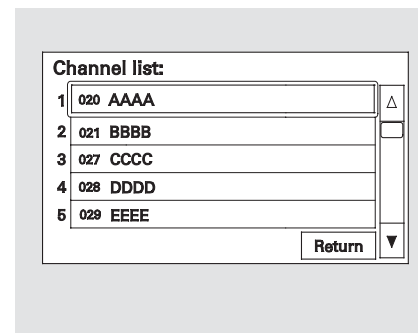 Channel list:
1 020 AAAA
2 021 BBBB
3 027 CCCC
4 028 DDDD
5 029 EEEE
Return